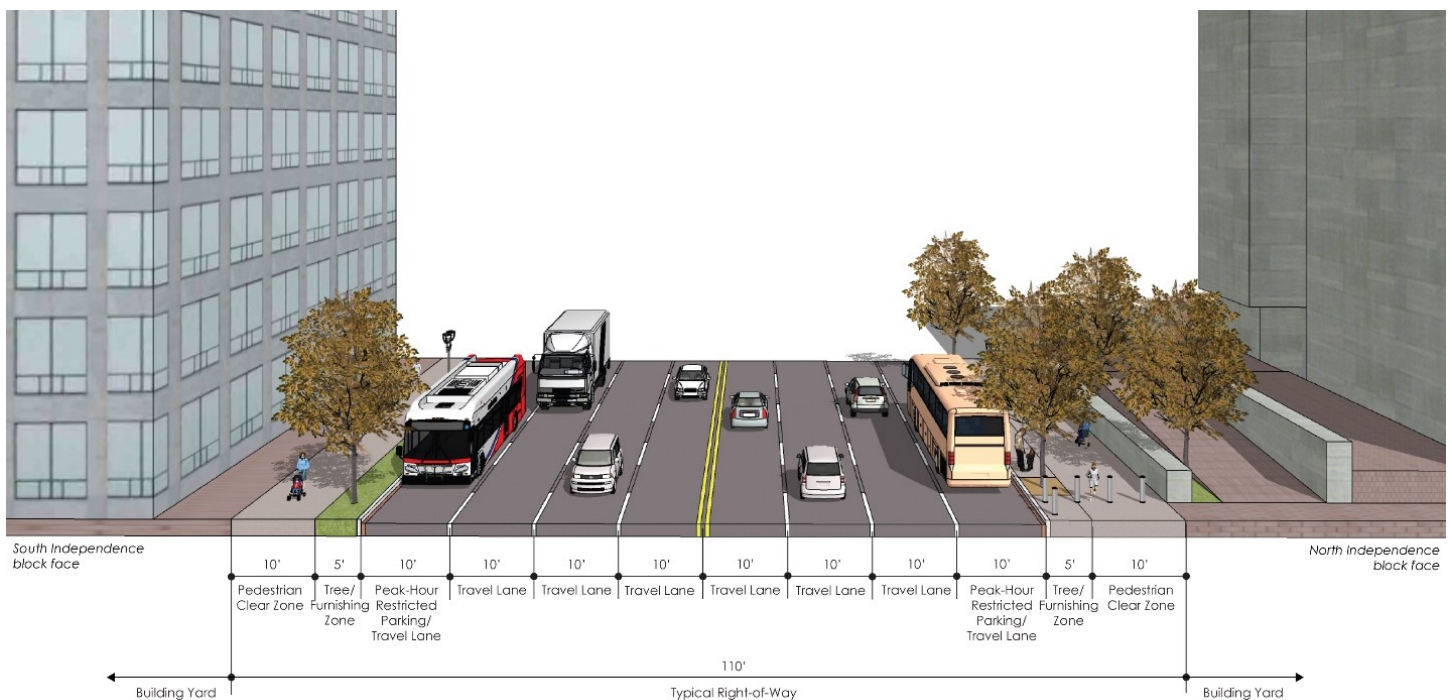 South Independence
block face
North Independence
block face
10' 5' 10' 10' 10' 10' 10' 10' 10' 10' 5' 10'
Pedestrian
Clear Zone
Tree/
Furnishing
Zone
Peak-Hour
Restricted
Parking/
Travel Lane
Travel Lane
Travel Lane
Travel Lane
Travel Lane
Travel Lane
Travel Lane
Peak-Hour
Restricted
Parking/
Travel Lane
Tree/
Furnishing
Zone
Pedestrian
Clear Zone
110'
Building Yard
Typical Right-of-Way
Building Yard